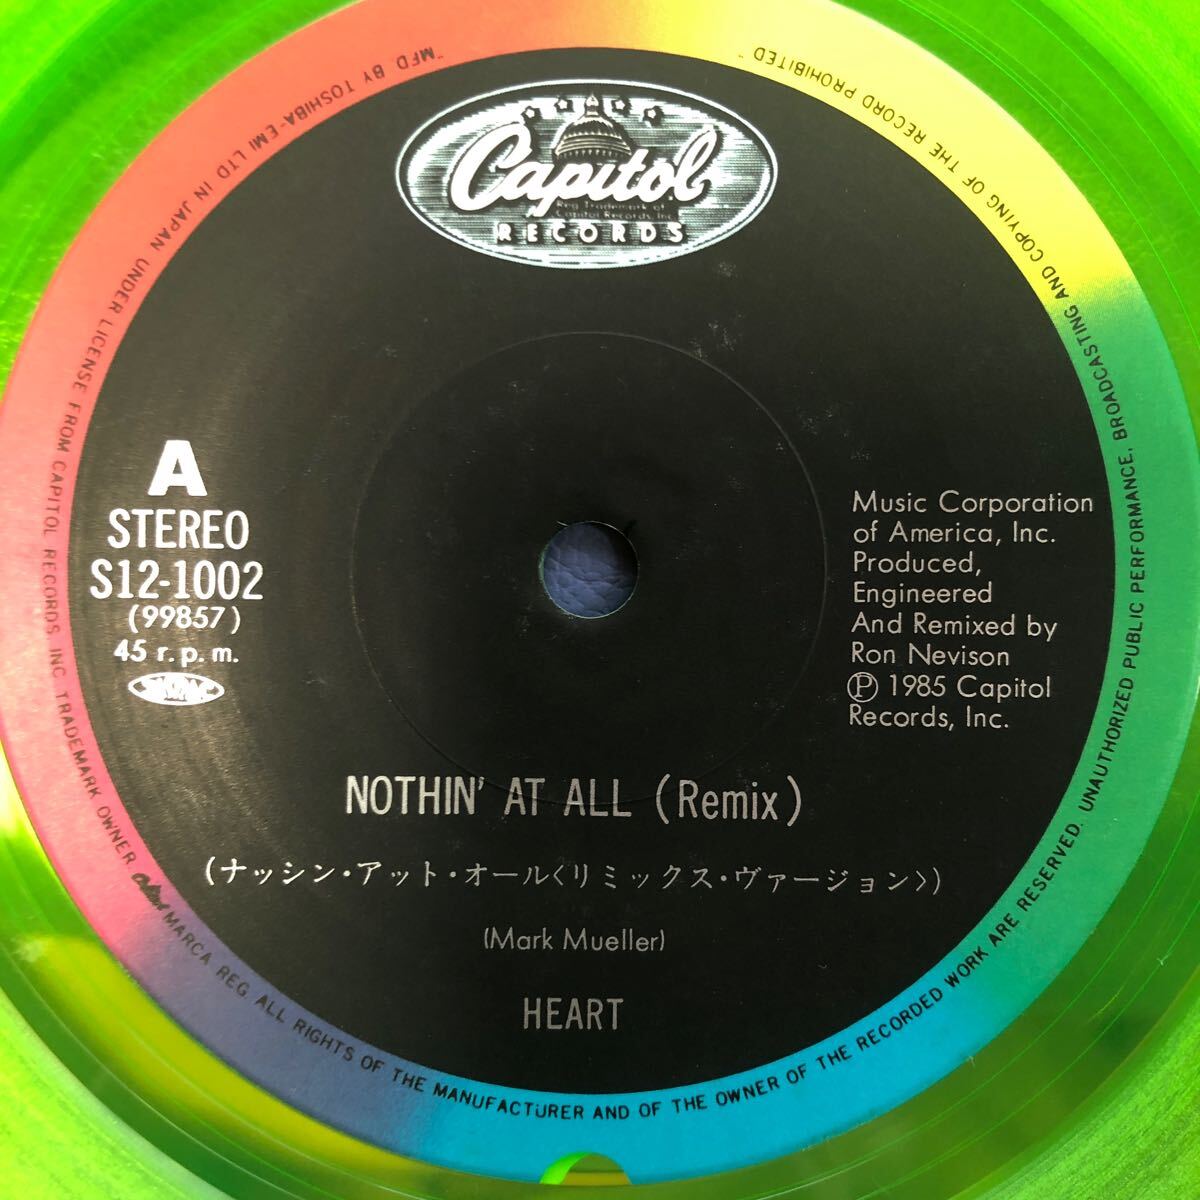 Capitol
Reg. Trademark of
Capitol Records, Inc.
RECORDS
A
STEREO
S12-1002
(99857)
45 r.p.m.
Music Corporation
of America, Inc.
Produced,
Engineered
And Remixed by
Ron Nevison
Ⓟ 1985 Capitol
Records, Inc.
NOTHIN' AT ALL (Remix)
(ナッシン・アット・オール〈リミックス・ヴァージョン〉)
(Mark Mueller)
HEART
"MFD BY TOSHIBA-EMI LTD IN JAPAN UNDER LICENSE FROM CAPITOL RECORDS, INC TRADEMARK OWNER Capitol MARCA REG ALL RIGHTS OF THE MANUFACTURER AND OF THE OWNER OF THE RECORDED WORK ARE RESERVED. UNAUTHORIZED PUBLIC PERFORMANCE, BROADCASTING AND COPYING OF THE RECORD PROHIBITED"